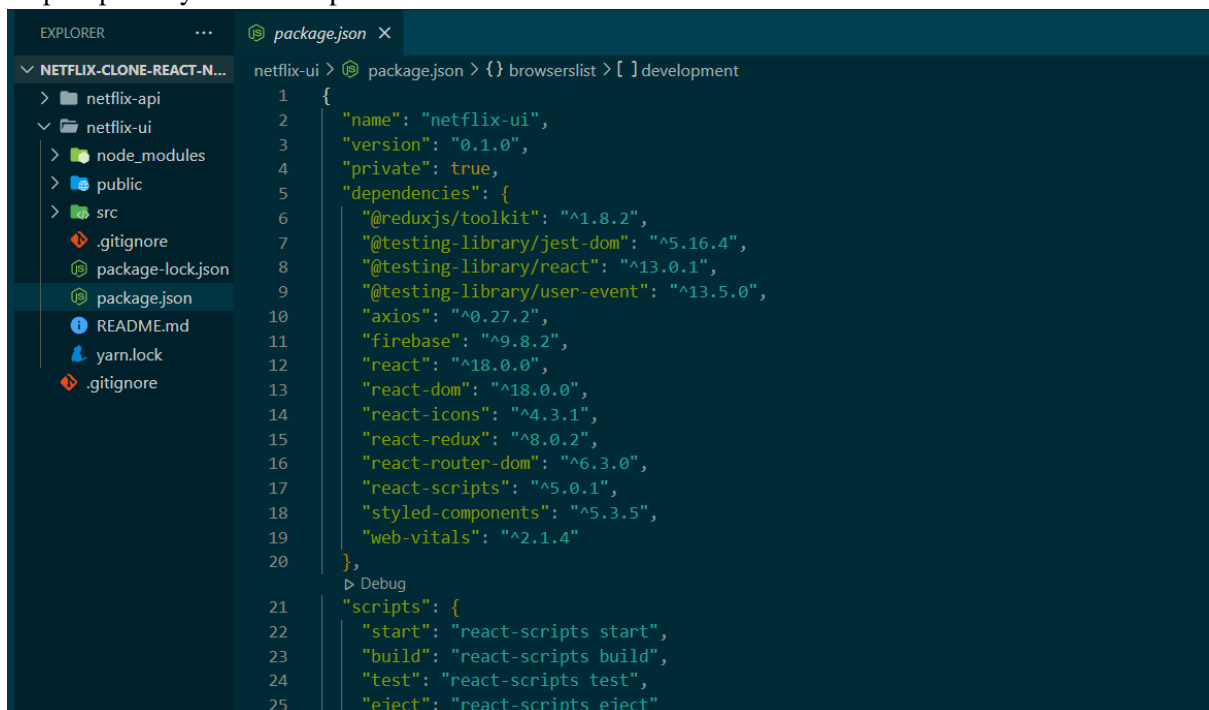 EXPLORER ...
NETFLIX-CLONE-REACT-N...
netflix-api
netflix-ui
node_modules
public
src
.gitignore
package-lock.json
package.json
README.md
yarn.lock
.gitignore
package.json
netflix-ui > package.json > {} browserslist > [ ] development
1 {
2 "name": "netflix-ui",
3 "version": "0.1.0",
4 "private": true,
5 "dependencies": {
6 "@reduxjs/toolkit": "^1.8.2",
7 "@testing-library/jest-dom": "^5.16.4",
8 "@testing-library/react": "^13.0.1",
9 "@testing-library/user-event": "^13.5.0",
10 "axios": "^0.27.2",
11 "firebase": "^9.8.2",
12 "react": "^18.0.0",
13 "react-dom": "^18.0.0",
14 "react-icons": "^4.3.1",
15 "react-redux": "^8.0.2",
16 "react-router-dom": "^6.3.0",
17 "react-scripts": "^5.0.1",
18 "styled-components": "^5.3.5",
19 "web-vitals": "^2.1.4"
20 },
Debug
21 "scripts": {
22 "start": "react-scripts start",
23 "build": "react-scripts build",
24 "test": "react-scripts test",
25 "eject": "react-scripts eject"